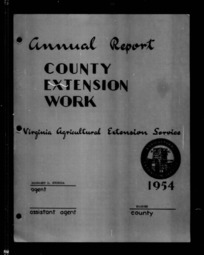 Annual Report
COUNTY
EXTENSION
WORK
Virginia Agricultural Extension Service
1954
agent
assistant agent
county